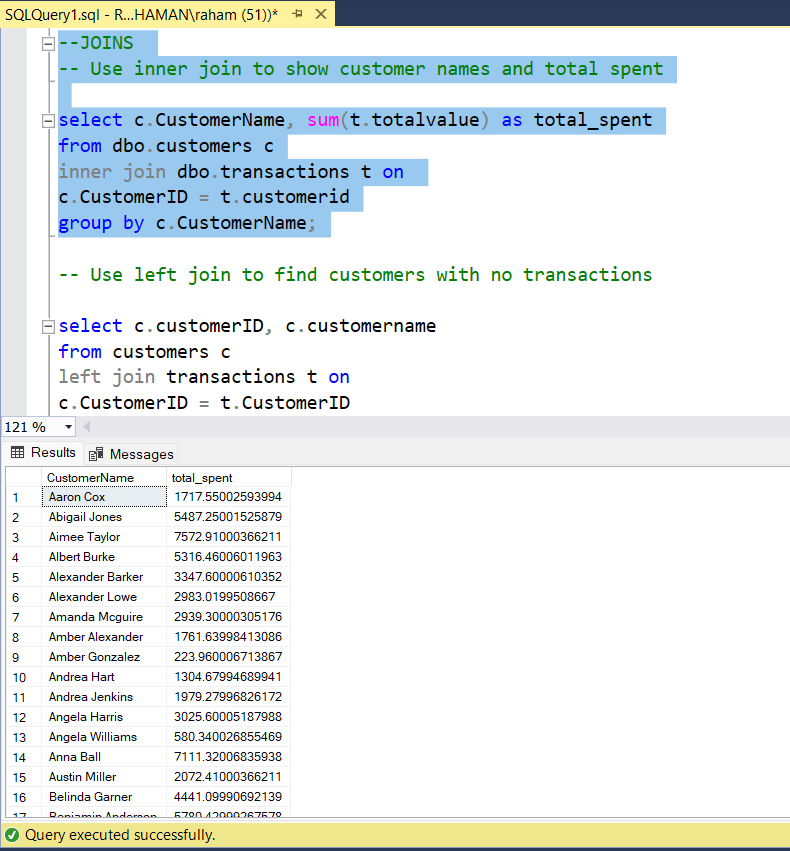 SQLQuery1.sql - R...HAMAN\raham (51))*
--JOINS
-- Use inner join to show customer names and total spent
select c.CustomerName, sum(t.totalvalue) as total_spent
from dbo.customers c
inner join dbo.transactions t on
c.CustomerID = t.customerid
group by c.CustomerName;
-- Use left join to find customers with no transactions
select c.customerID, c.customername
from customers c
left join transactions t on
c.CustomerID = t.CustomerID
121 %
Results Messages
CustomerName total_spent
1 Aaron Cox 1717.55002593994
2 Abigail Jones 5487.25001525879
3 Aimee Taylor 7572.91000366211
4 Albert Burke 5316.46006011963
5 Alexander Barker 3347.60000610352
6 Alexander Lowe 2983.0199508667
7 Amanda Mcguire 2939.30000305176
8 Amber Alexander 1761.63998413086
9 Amber Gonzalez 223.960006713867
10 Andrea Hart 1304.67994689941
11 Andrea Jenkins 1979.27996826172
12 Angela Harris 3025.60005187988
13 Angela Williams 580.340026855469
14 Anna Ball 7111.32006835938
15 Austin Miller 2072.41000366211
16 Belinda Garner 4441.09990692139
17 Benjamin Anderson 5780.42999267578
Query executed successfully.